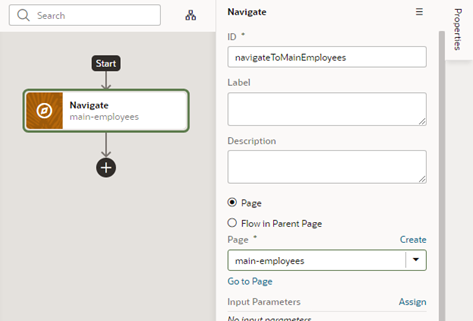 Search
Start
Navigate
main-employees
Navigate
ID *
navigateToMainEmployees
Label
Description
Page
Flow in Parent Page
Page *
Create
main-employees
Go to Page
Input Parameters
Assign
No input parameters
Properties